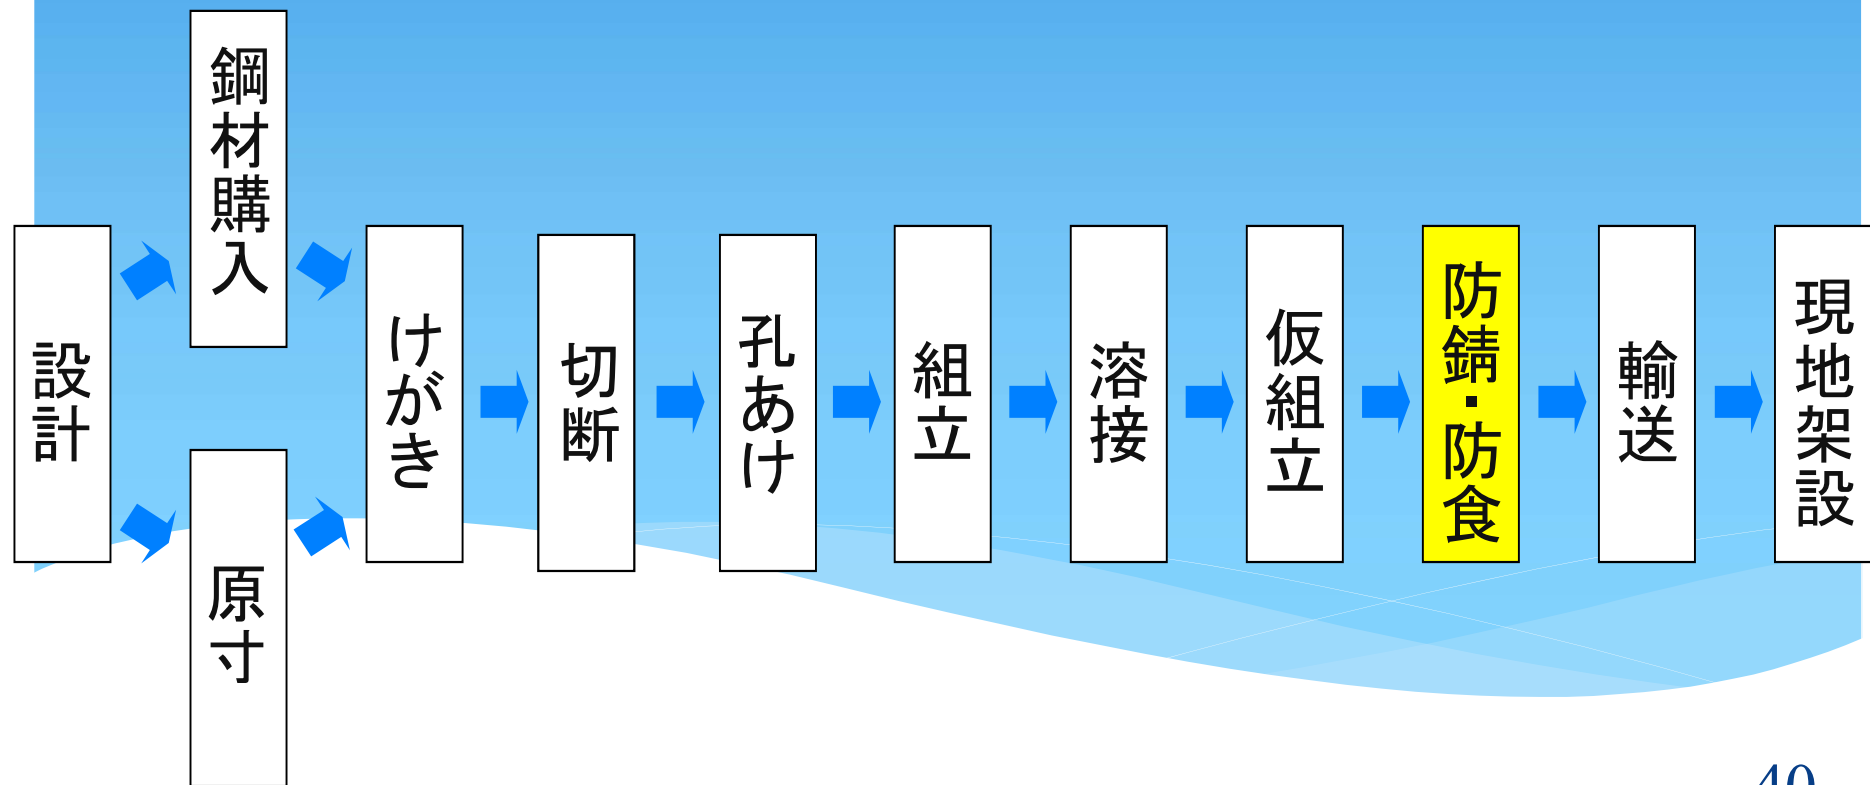 設計
鋼材購入
原寸
けがき
切断
孔あけ
組立
溶接
仮組立
防錆・防食
輸送
現地架設
40